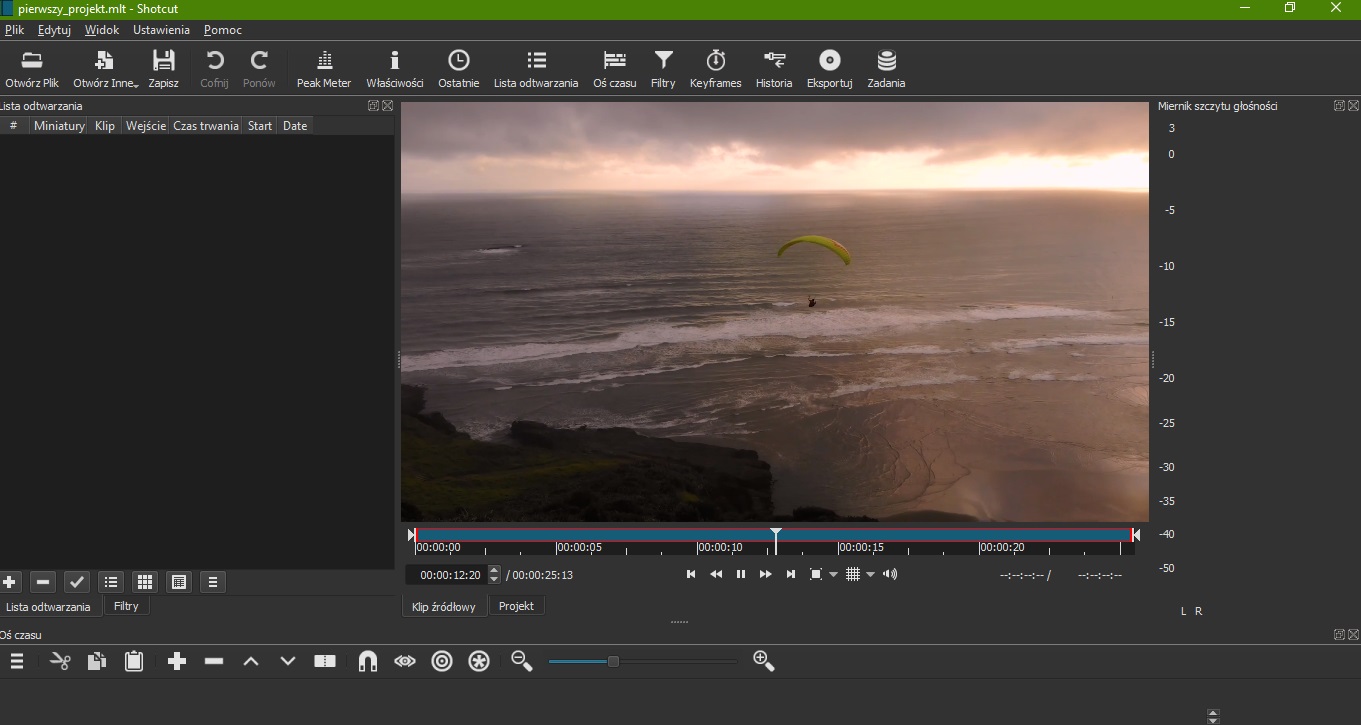 pierwszy_projekt.mlt - Shotcut
Plik Edytuj Widok Ustawienia Pomoc
Otwórz Plik Otwórz Inne... Zapisz Cofnij Ponów Peak Meter Właściwości Ostatnie Lista odtwarzania Oś czasu Filtry Keyframes Historia Eksportuj Zadania
Lista odtwarzania
# Miniatury Klip Wejście Czas trwania Start Date
Miernik szczytu głośności
3
0
-5
-10
-15
-20
-25
-30
-35
-40
-50
L R
00:00:00 00:00:05 00:00:10 00:00:15 00:00:20
00:00:12:20 / 00:00:25:13 --:--:--:-- / --:--:--:--
Lista odtwarzania Filtry
Klip źródłowy Projekt
Oś czasu